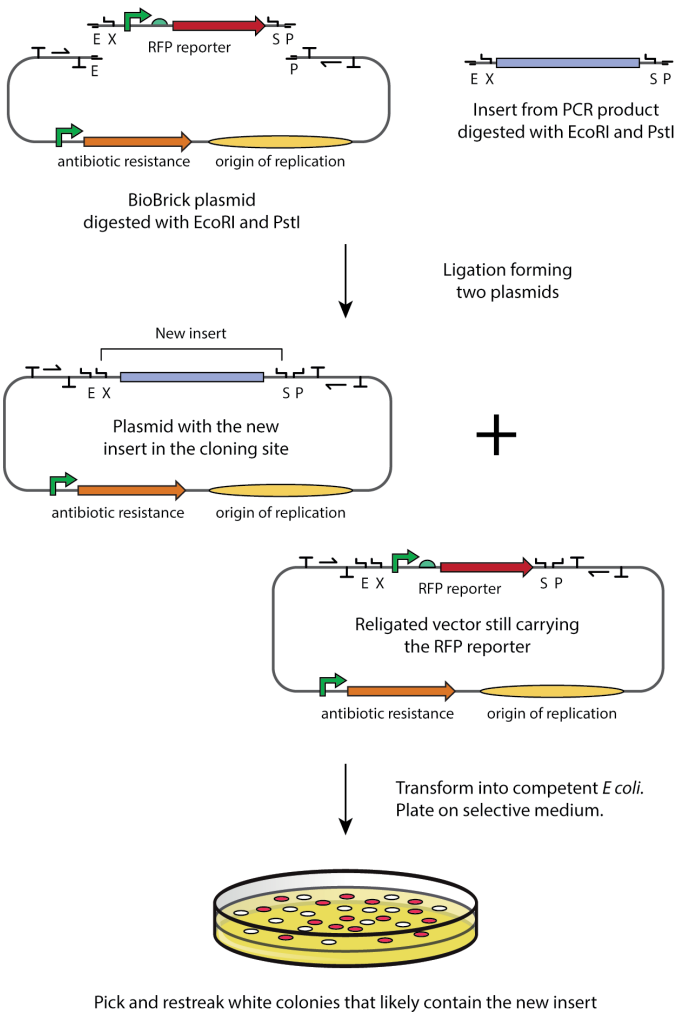 E X
RFP reporter
S P
E
P
antibiotic resistance
origin of replication
BioBrick plasmid
digested with EcoRI and PstI
E X
S P
Insert from PCR product
digested with EcoRI and PstI
Ligation forming
two plasmids
New insert
E X
S P
Plasmid with the new
insert in the cloning site
antibiotic resistance
origin of replication
+
E X
RFP reporter
S P
Religated vector still carrying
the RFP reporter
antibiotic resistance
origin of replication
Transform into competent E coli.
Plate on selective medium.
Pick and restreak white colonies that likely contain the new insert